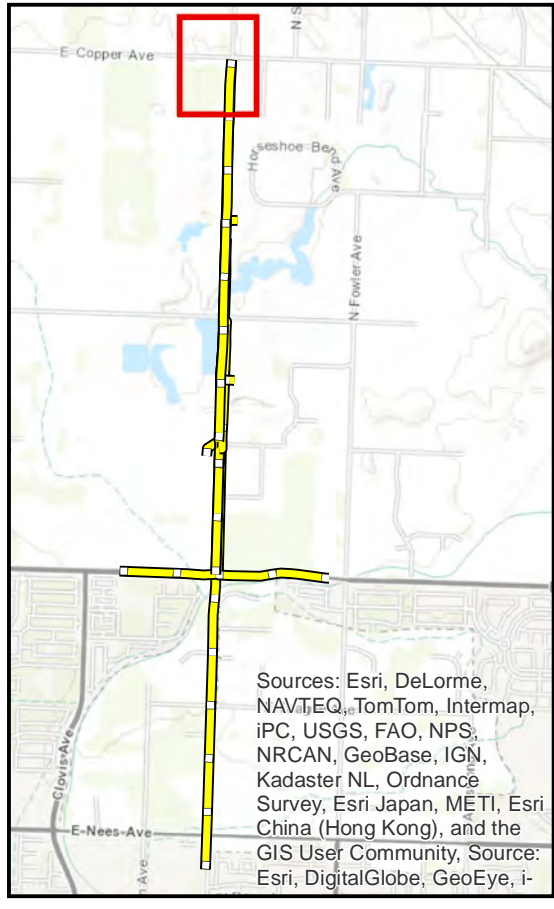 N S
E Copper Ave
Horseshoe Bend Ave
N Fowler Ave
Clovis Ave
E Nees Ave
n Ave
Sources: Esri, DeLorme,
NAVTEQ, TomTom, Intermap,
iPC, USGS, FAO, NPS,
NRCAN, GeoBase, IGN,
Kadaster NL, Ordnance
Survey, Esri Japan, METI, Esri
China (Hong Kong), and the
GIS User Community, Source:
Esri, DigitalGlobe, GeoEye, i-